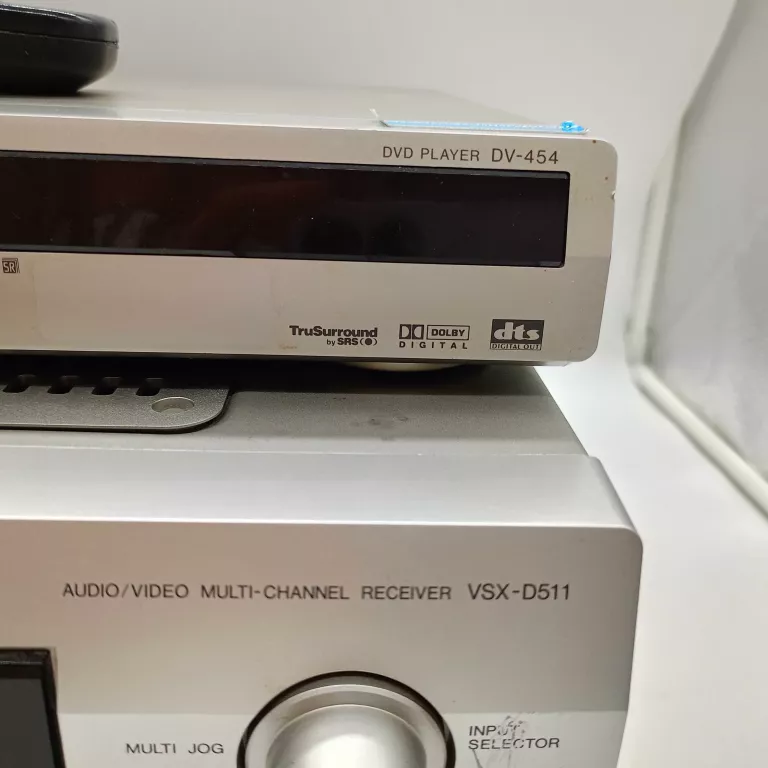 DVD PLAYER DV-454
SR
TruSurround
by SRS
DOLBY
DIGITAL
dts
DIGITAL OUT
AUDIO/VIDEO MULTI-CHANNEL RECEIVER VSX-D511
MULTI JOG
INPUT
SELECTOR